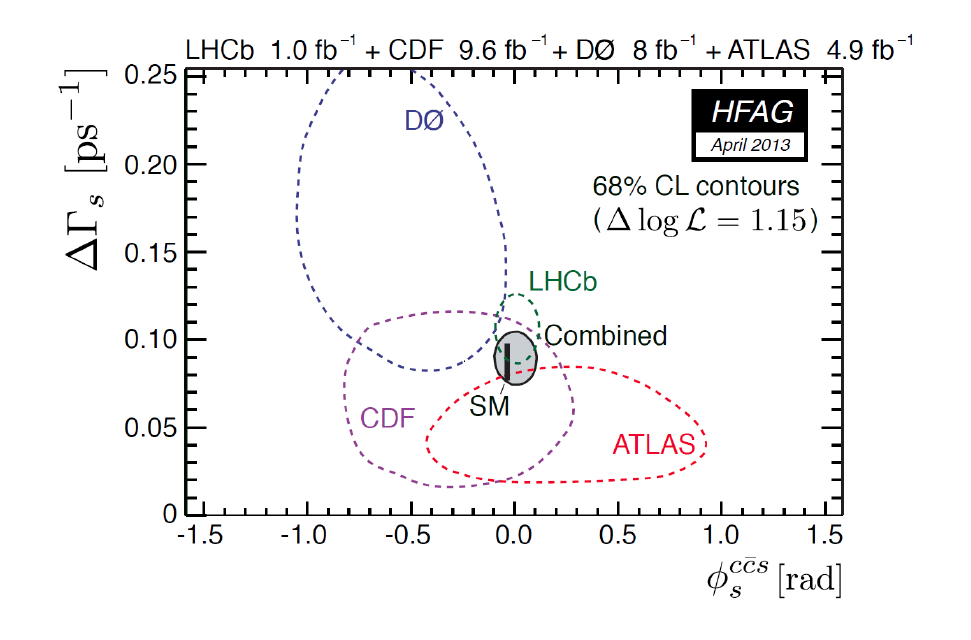 LHCb 1.0 fb⁻¹ + CDF 9.6 fb⁻¹ + DØ 8 fb⁻¹ + ATLAS 4.9 fb⁻¹
ΔΓₛ [ps⁻¹]
0.25
0.20
0.15
0.10
0.05
0
DØ
HFAG
April 2013
68% CL contours
(Δ log ℒ = 1.15)
LHCb
Combined
SM
CDF
ATLAS
-1.5 -1.0 -0.5 0.0 0.5 1.0 1.5
ϕₛ^{cc̄s} [rad]